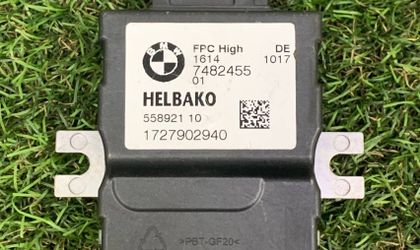 BMW
FPC High DE
1614 1017
7482455
01
HELBAKO
558921 10
1727902940
>PBT-GF20<